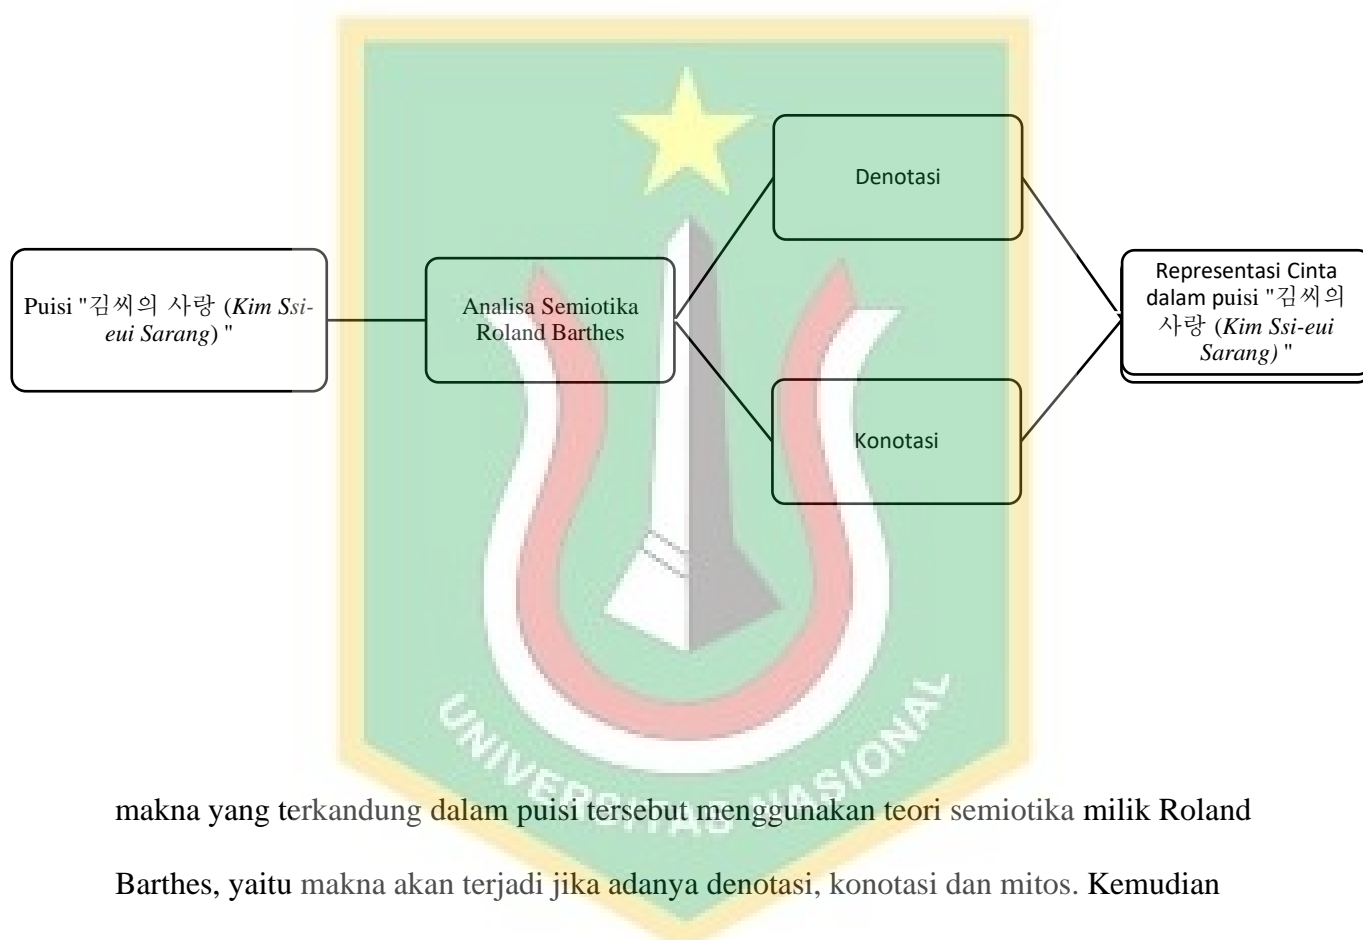 Puisi "김씨의 사랑 (Kim Ssi-
eui Sarang) "
Analisa Semiotika
Roland Barthes
Denotasi
Konotasi
Representasi Cinta
dalam puisi "김씨의
사랑 (Kim Ssi-eui
Sarang) "
UNIVERSITAS NASIONAL
makna yang terkandung dalam puisi tersebut menggunakan teori semiotika milik Roland
Barthes, yaitu makna akan terjadi jika adanya denotasi, konotasi dan mitos. Kemudian